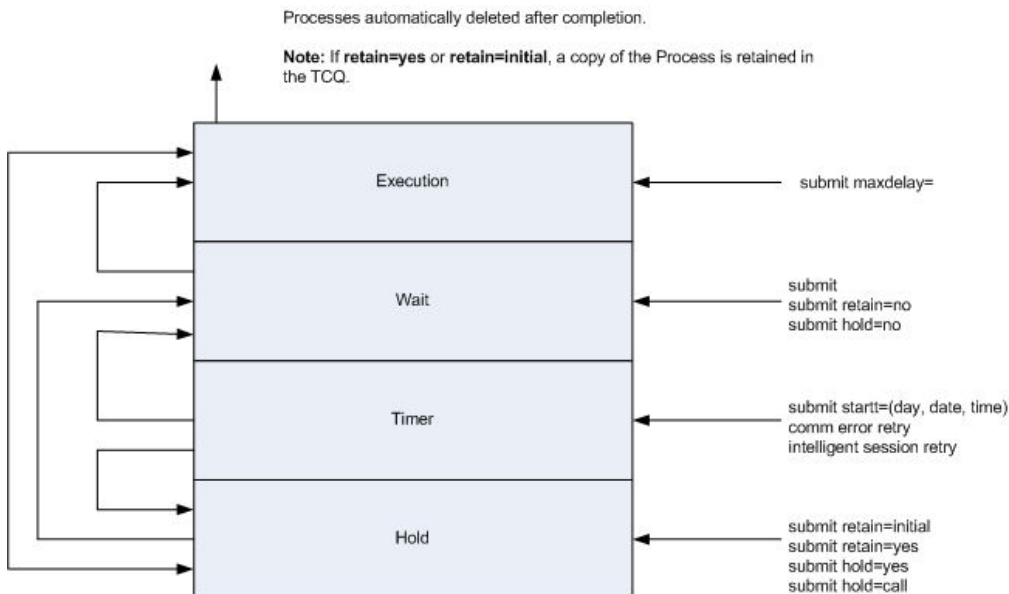 Processes automatically deleted after completion.
Note: If retain=yes or retain=initial, a copy of the Process is retained in
the TCQ.
Execution
submit maxdelay=
Wait
submit
submit retain=no
submit hold=no
Timer
submit startt=(day, date, time)
comm error retry
intelligent session retry
Hold
submit retain=initial
submit retain=yes
submit hold=yes
submit hold=call